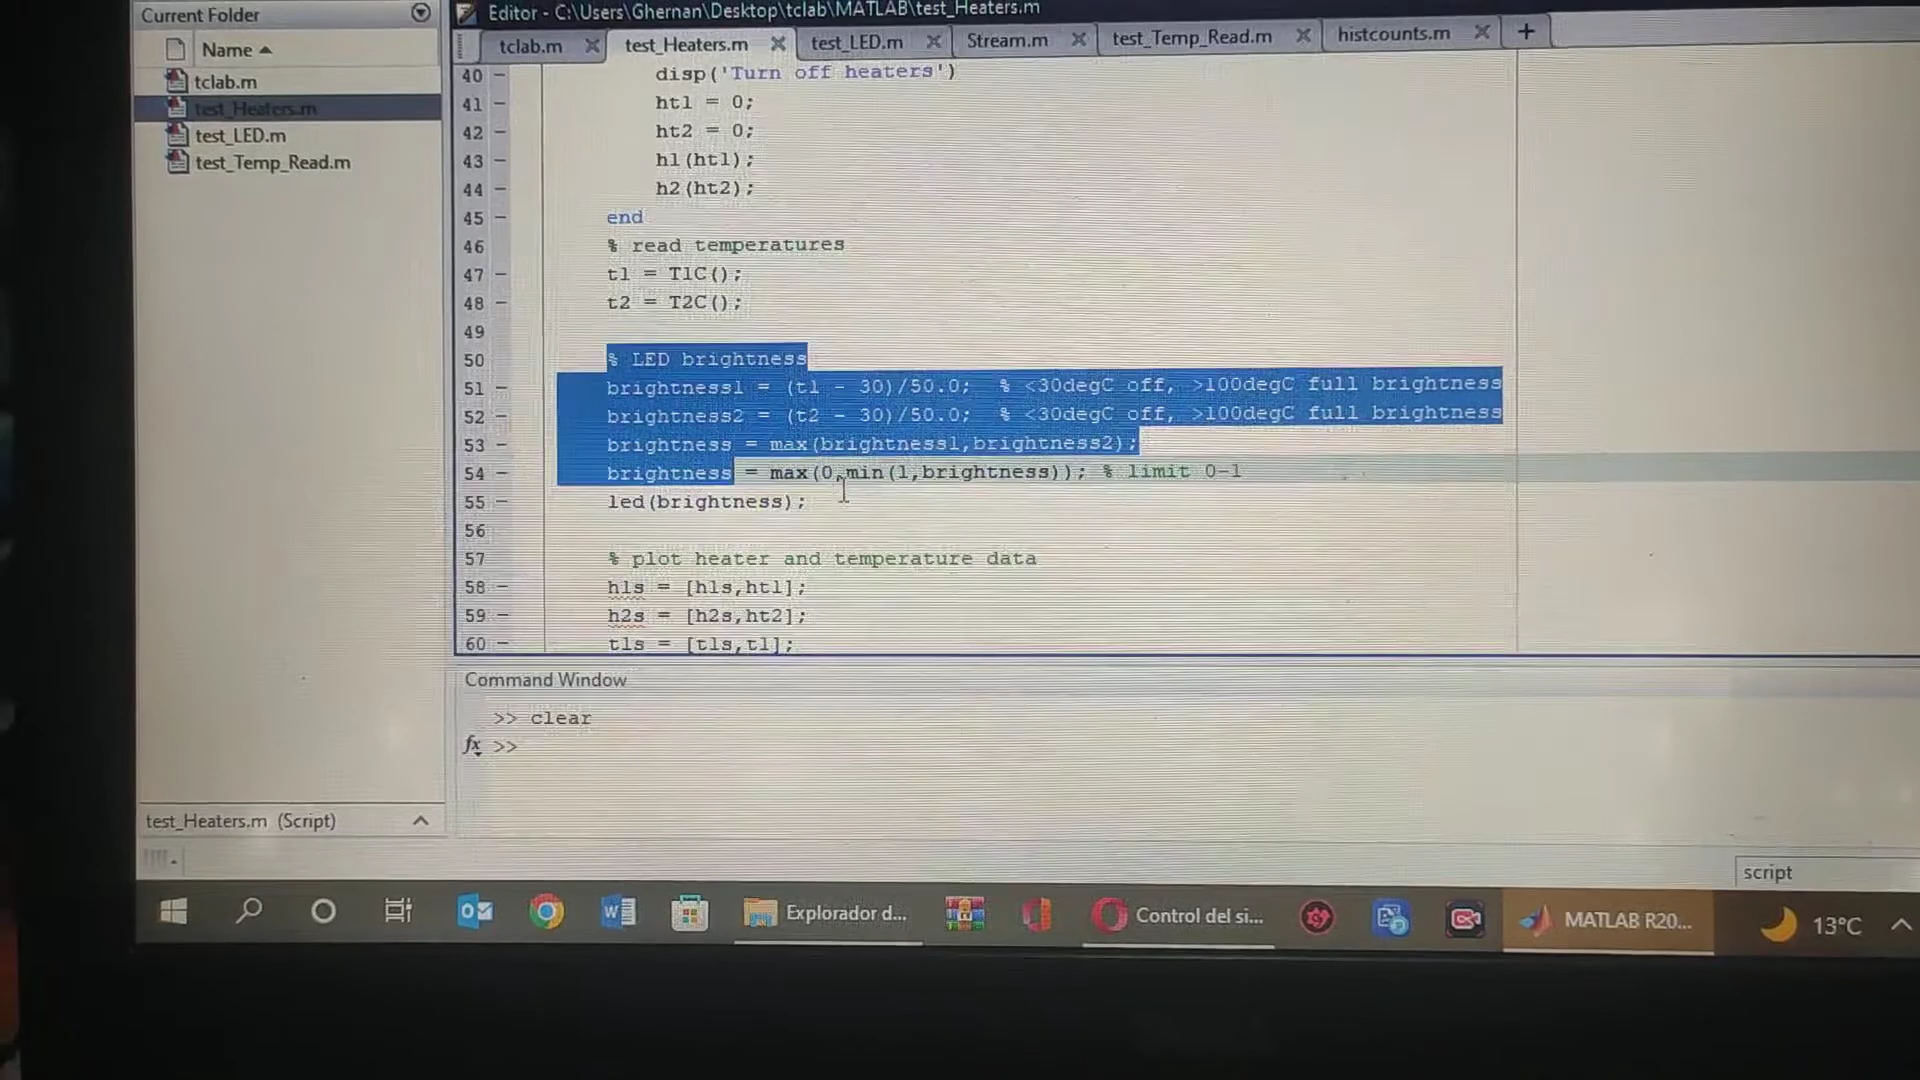 Current Folder
Name
tclab.m
test_Heaters.m
test_LED.m
test_Temp_Read.m
test_Heaters.m (Script)
Editor - C:\Users\Ghernan\Desktop\tclab\MATLAB\test_Heaters.m
tclab.m test_Heaters.m test_LED.m Stream.m test_Temp_Read.m histcounts.m
40 – disp('Turn off heaters')
41 – ht1 = 0;
42 – ht2 = 0;
43 – h1(ht1);
44 – h2(ht2);
45 – end
46 % read temperatures
47 – t1 = T1C();
48 – t2 = T2C();
49
50 % LED brightness
51 – brightness1 = (t1 - 30)/50.0; % <30degC off, >100degC full brightness
52 – brightness2 = (t2 - 30)/50.0; % <30degC off, >100degC full brightness
53 – brightness = max(brightness1,brightness2);
54 – brightness = max(0,min(1,brightness)); % limit 0-1
55 – led(brightness);
56
57 % plot heater and temperature data
58 – h1s = [h1s,ht1];
59 – h2s = [h2s,ht2];
60 – t1s = [t1s,t1];
Command Window
>> clear
fx >>
script
Explorador d... Control del si... MATLAB R20... 13°C